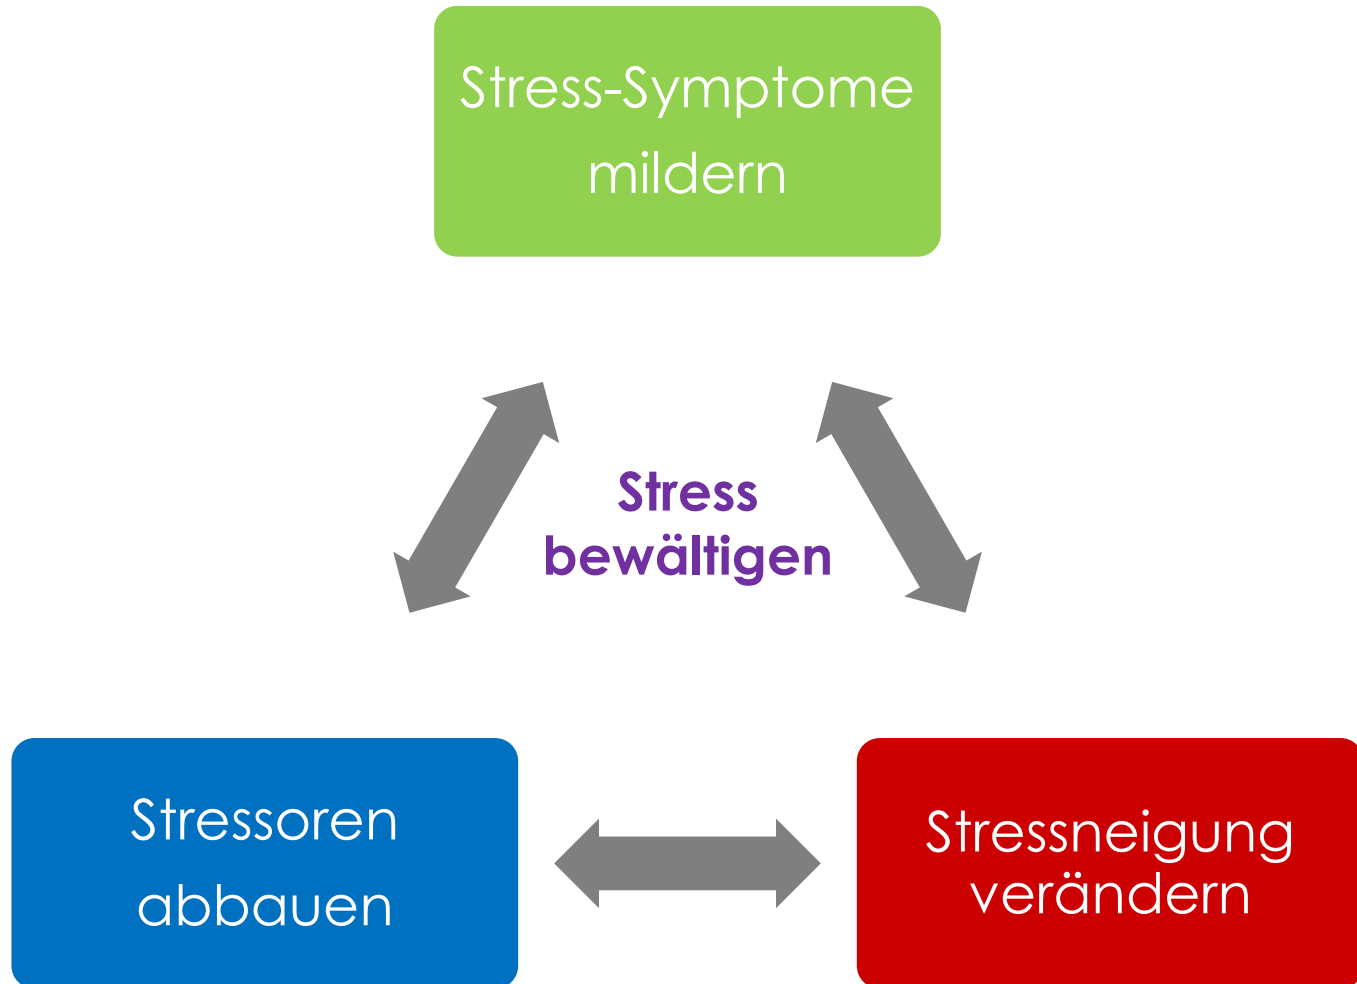 Stress-Symptome
mildern
Stress
bewältigen
Stressoren
abbauen
Stressneigung
verändern